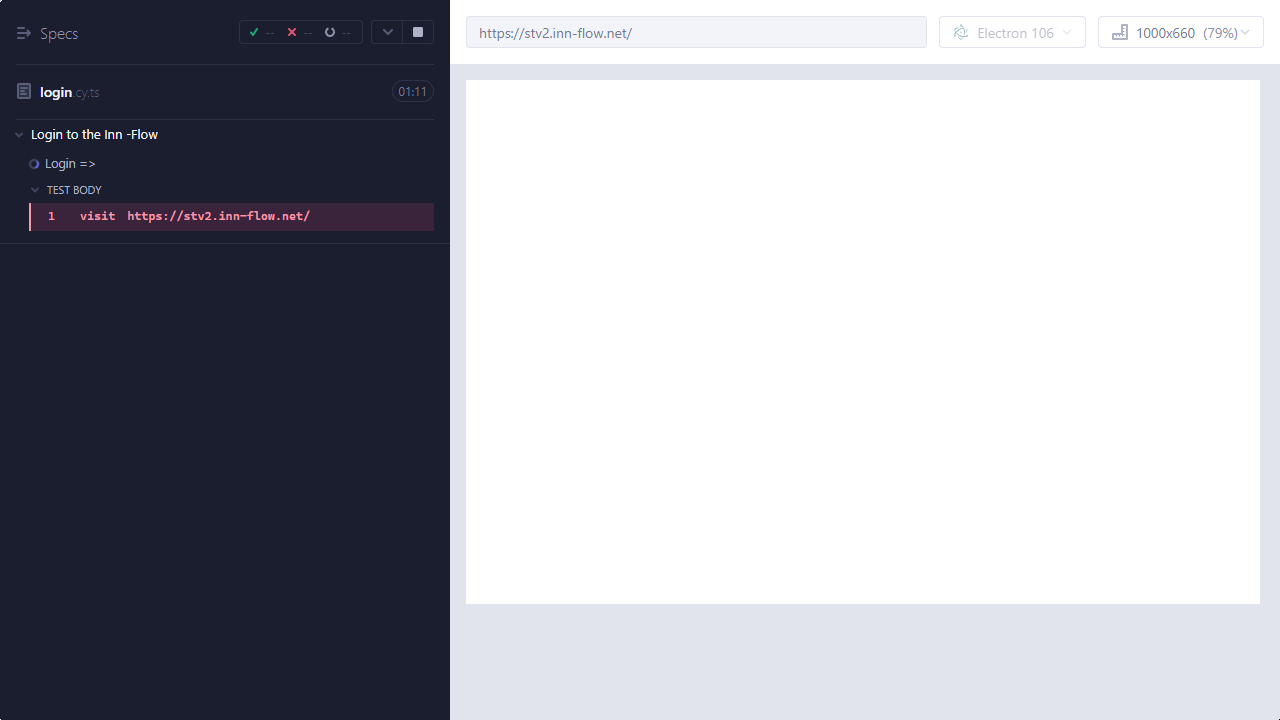 Specs
-- -- --
login.cy.ts 01:11
Login to the Inn -Flow
Login =>
TEST BODY
1 visit https://stv2.inn-flow.net/
https://stv2.inn-flow.net/
Electron 106
1000x660 (79%)